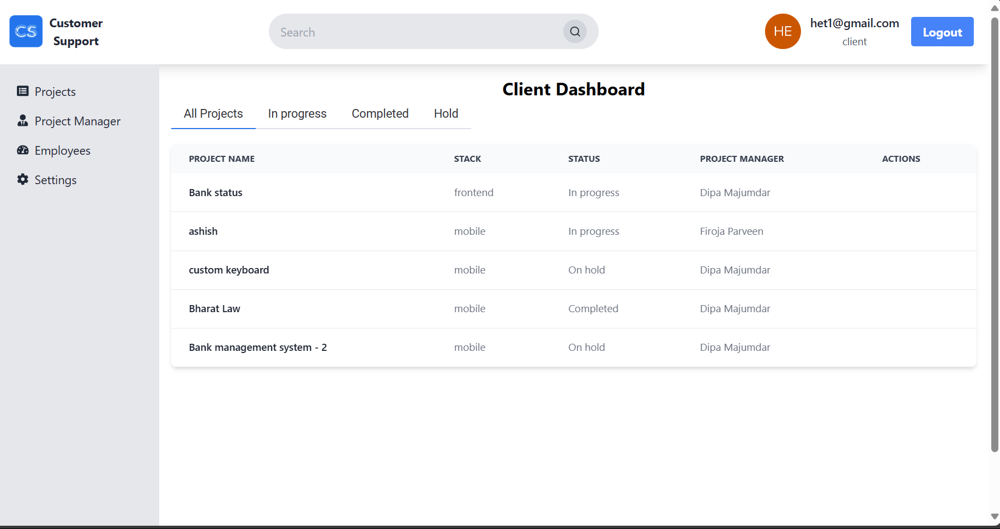 CS
Customer
Support
Search
HE
het1@gmail.com
client
Logout
Projects
Project Manager
Employees
Settings
Client Dashboard
All Projects In progress Completed Hold
PROJECT NAME STACK STATUS PROJECT MANAGER ACTIONS
Bank status frontend In progress Dipa Majumdar
ashish mobile In progress Firoja Parveen
custom keyboard mobile On hold Dipa Majumdar
Bharat Law mobile Completed Dipa Majumdar
Bank management system - 2 mobile On hold Dipa Majumdar